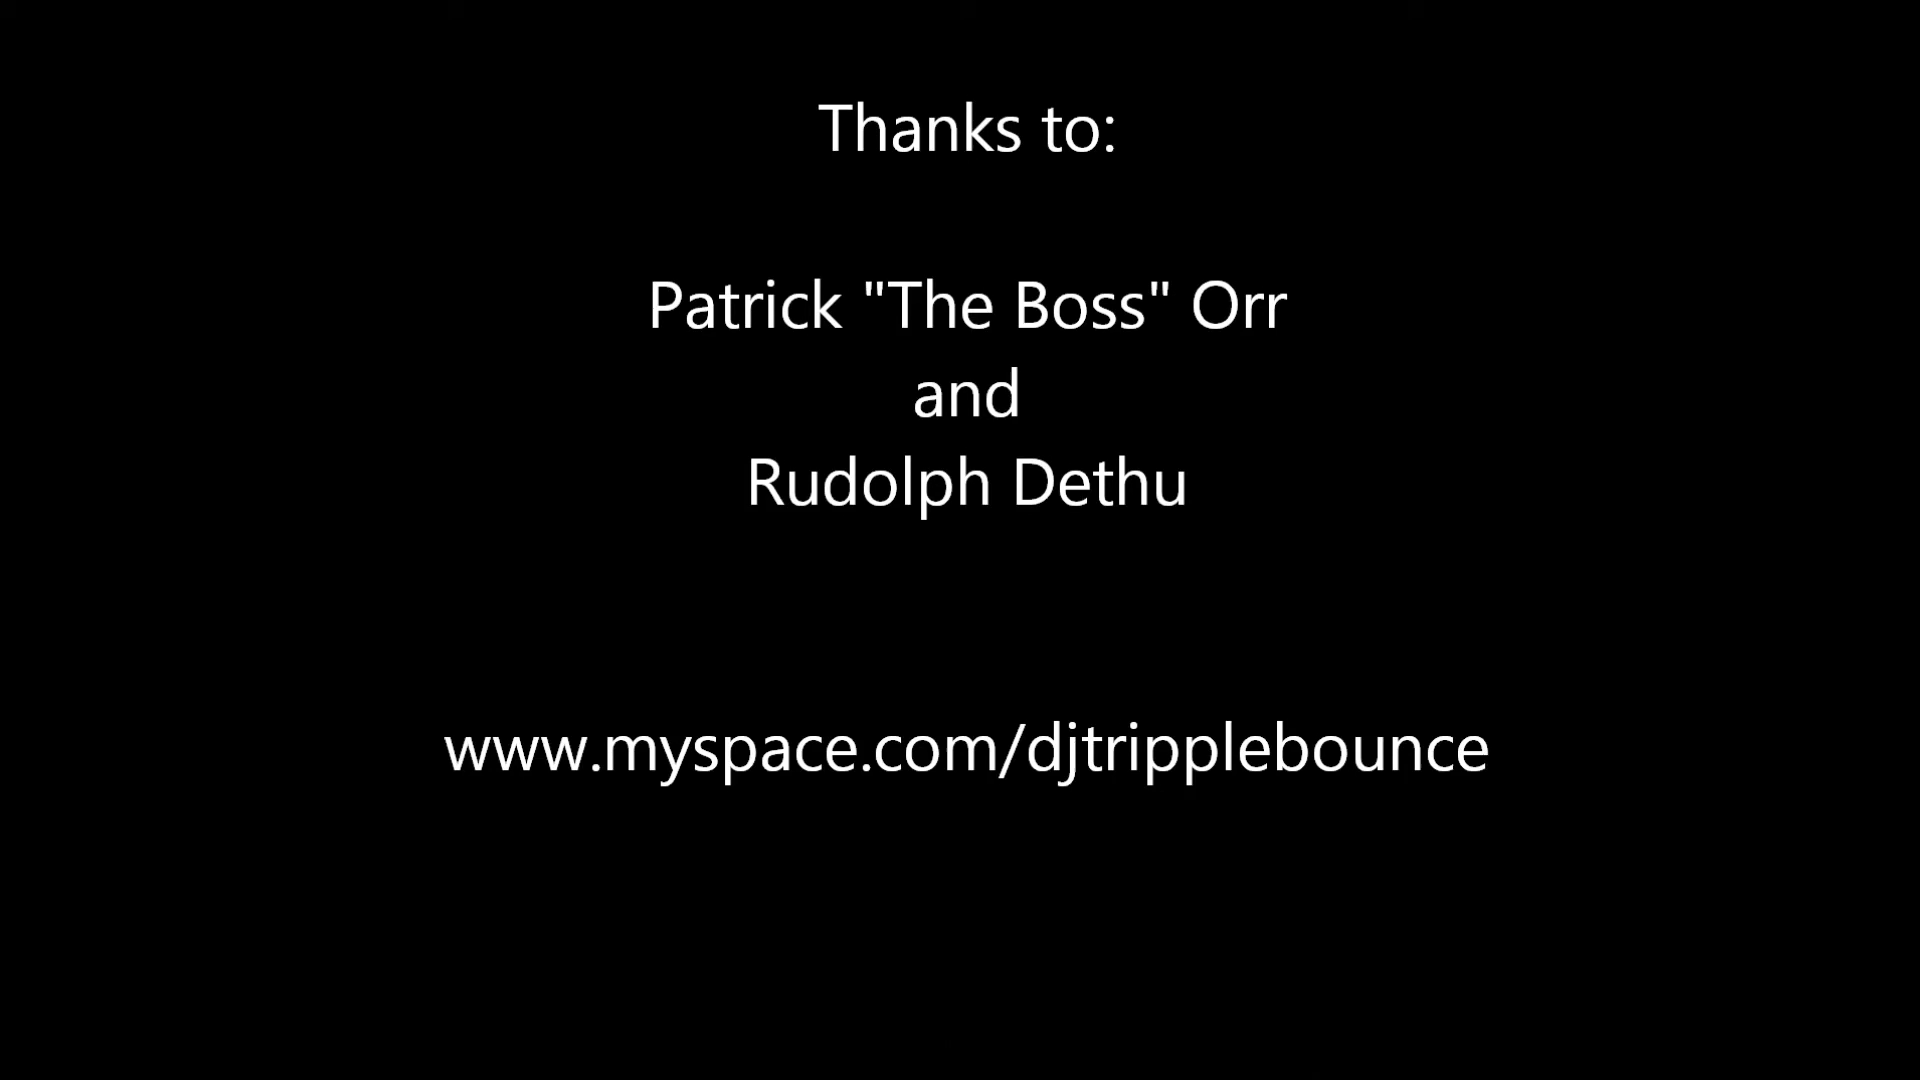 Thanks to:
Patrick "The Boss" Orr
and
Rudolph Dethu
www.myspace.com/djtripplebounce